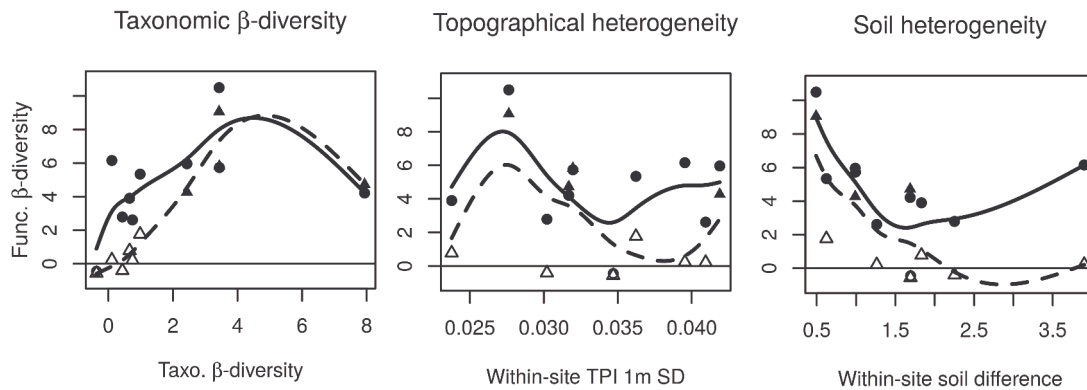 Taxonomic β-diversity
Topographical heterogeneity
Soil heterogeneity
Func. β-diversity
8
6
4
2
0
0 2 4 6 8
Taxo. β-diversity
8
6
4
2
0
0.025 0.030 0.035 0.040
Within-site TPI 1m SD
8
6
4
2
0
0.5 1.5 2.5 3.5
Within-site soil difference